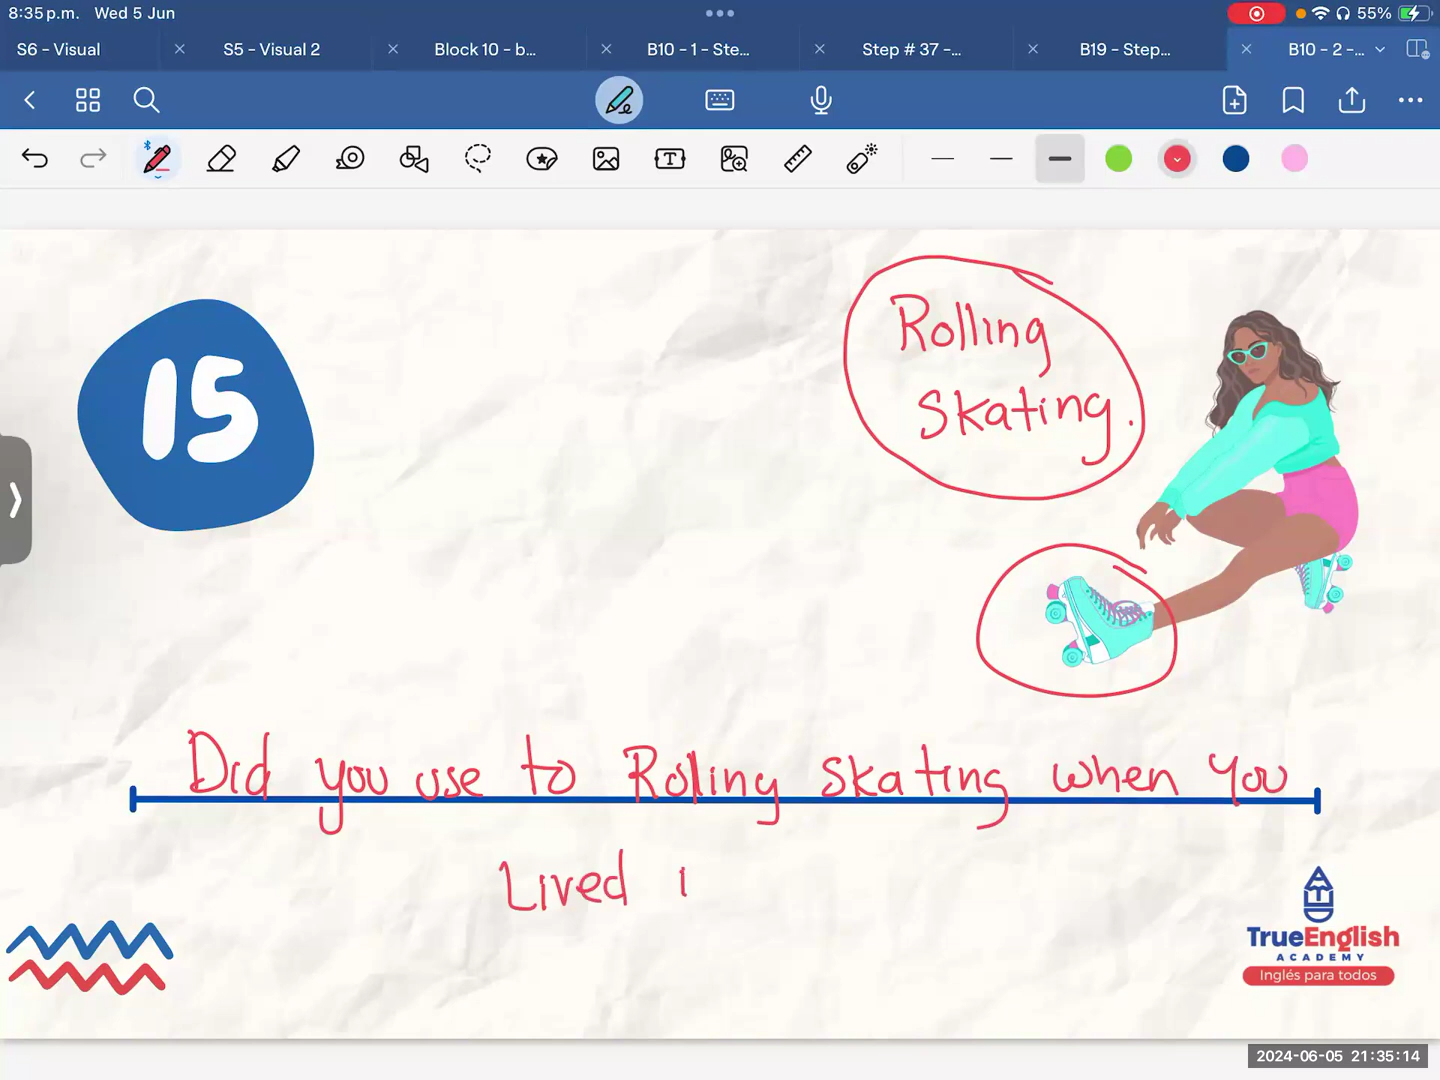 8:35 p.m. Wed 5 Jun
55%
S6 - Visual
S5 - Visual 2
Block 10 - b...
B10 - 1 - Ste...
Step # 37 -...
B19 - Step...
B10 - 2 -...
15
Rolling
Skating.
Did you use to Roling skating when you
Lived i
TrueEnglish
ACADEMY
Inglés para todos
2024-06-05 21:35:14